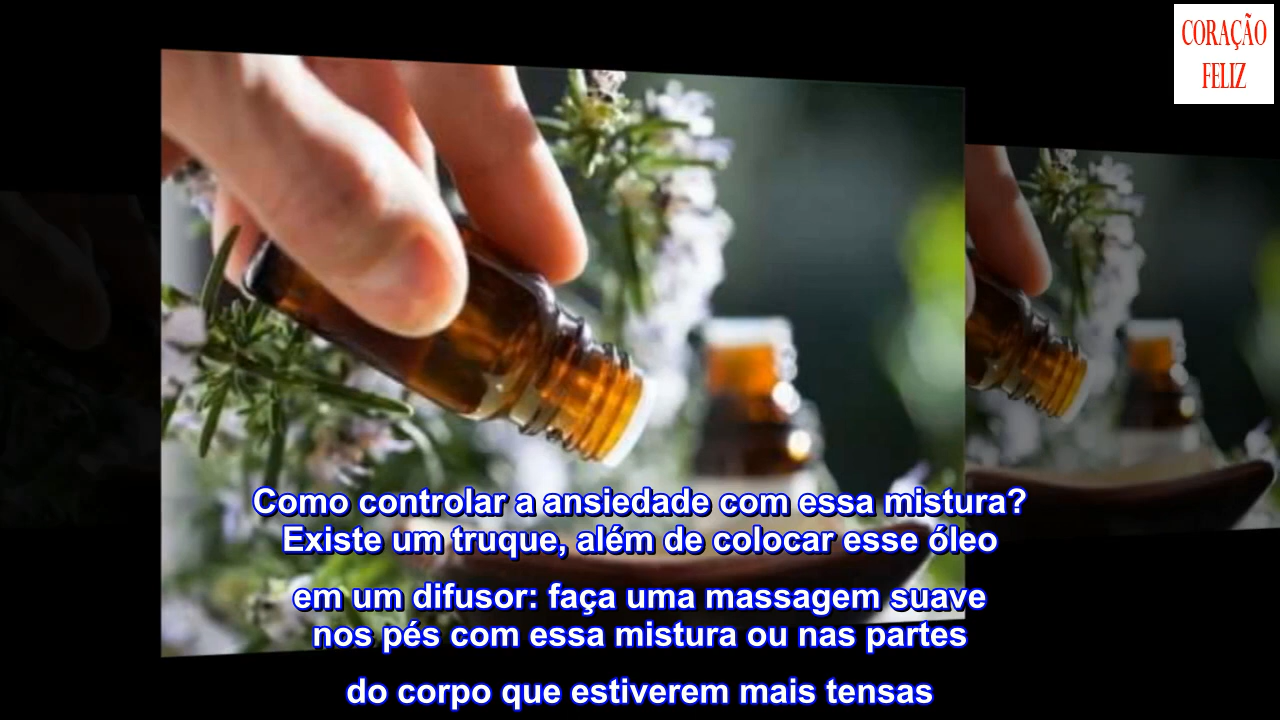 CORAÇÃO
FELIZ
Como controlar a ansiedade com essa mistura?
Existe um truque, além de colocar esse óleo
em um difusor: faça uma massagem suave
nos pés com essa mistura ou nas partes
do corpo que estiverem mais tensas